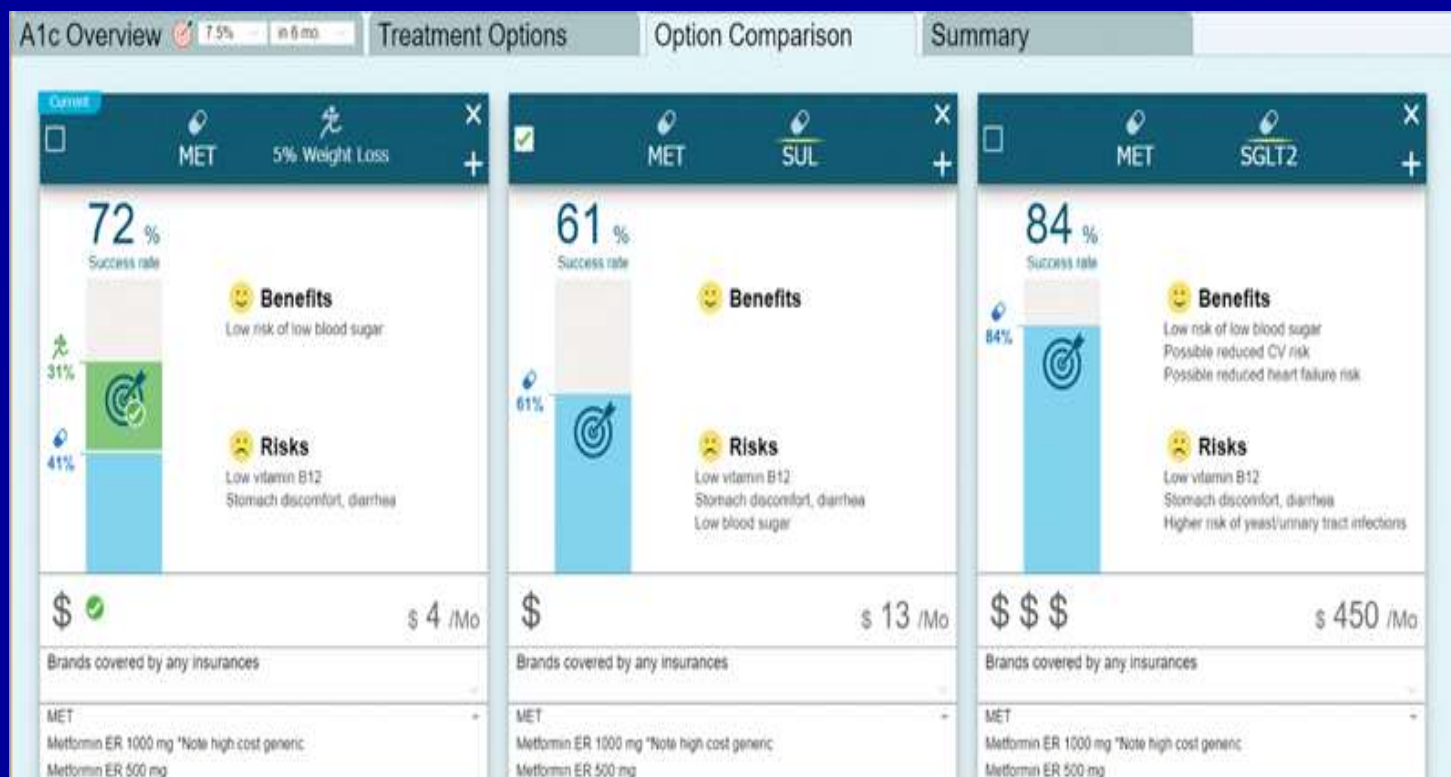 A1c Overview 7.5% in 6 mo. Treatment Options Option Comparison Summary
Current
MET 5% Weight Loss
72 %
Success rate
31%
41%
Benefits
Low risk of low blood sugar
Risks
Low vitamin B12
Stomach discomfort, diarrhea
$ $ 4 /Mo
Brands covered by any insurances
MET
Metformin ER 1000 mg *Note high cost generic
Metformin ER 500 mg
MET SUL
61 %
Success rate
61%
Benefits
Risks
Low vitamin B12
Stomach discomfort, diarrhea
Low blood sugar
$ $ 13 /Mo
Brands covered by any insurances
MET
Metformin ER 1000 mg *Note high cost generic
Metformin ER 500 mg
MET SGLT2
84 %
Success rate
84%
Benefits
Low risk of low blood sugar
Possible reduced CV risk
Possible reduced heart failure risk
Risks
Low vitamin B12
Stomach discomfort, diarrhea
Higher risk of yeast/urinary tract infections
$ $ $ $ 450 /Mo
Brands covered by any insurances
MET
Metformin ER 1000 mg *Note high cost generic
Metformin ER 500 mg